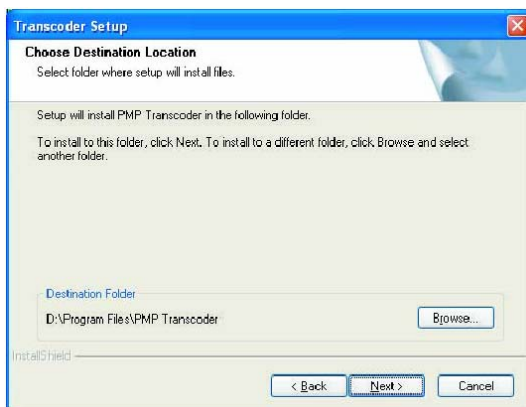 Transcoder Setup
Choose Destination Location
Select folder where setup will install files.
Setup will install PMP Transcoder in the following folder.
To install to this folder, click Next. To install to a different folder, click Browse and select
another folder.
Destination Folder
D:\Program Files\PMP Transcoder
Browse...
InstallShield
< Back
Next >
Cancel